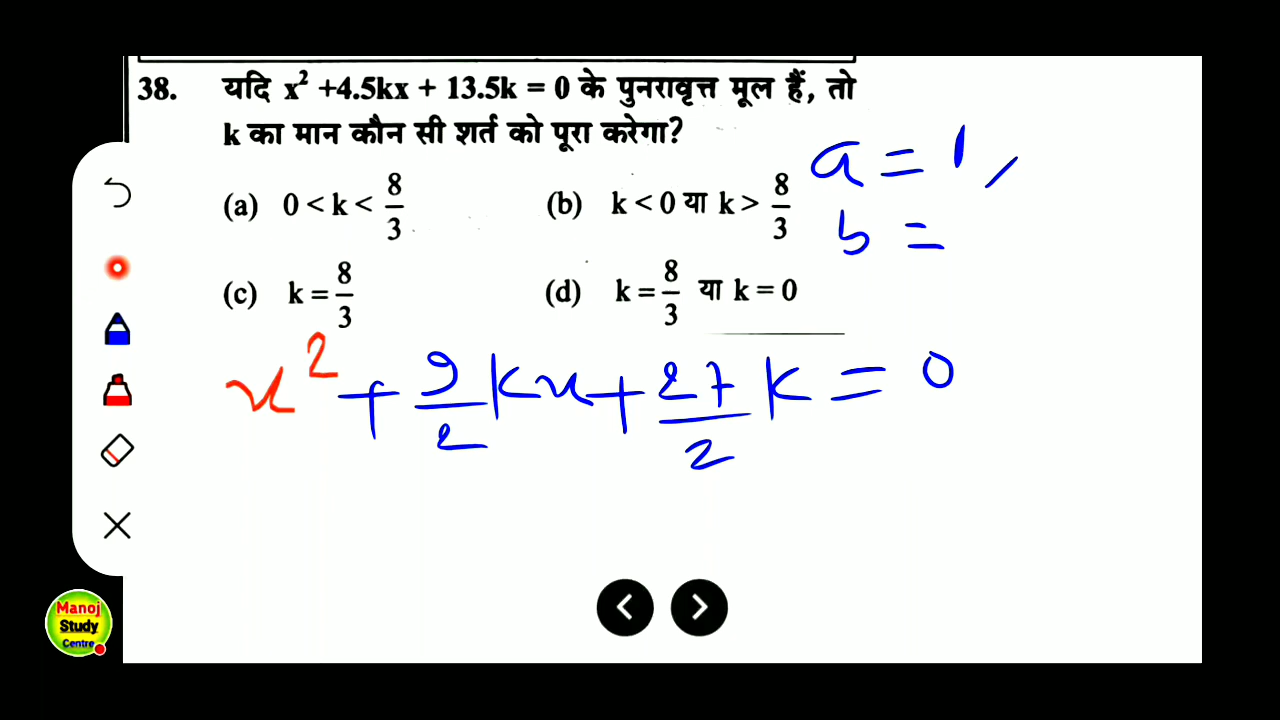 38. यदि x² +4.5kx + 13.5k = 0 के पुनरावृत्त मूल हैं, तो
k का मान कौन सी शर्त को पूरा करेगा?
(a) 0 < k < 8/3 (b) k < 0 या k > 8/3
(c) k = 8/3 (d) k = 8/3 या k = 0
a = 1,
b =
x² + 9/2 kx + 27/2 k = 0
Manoj
Study
Centre